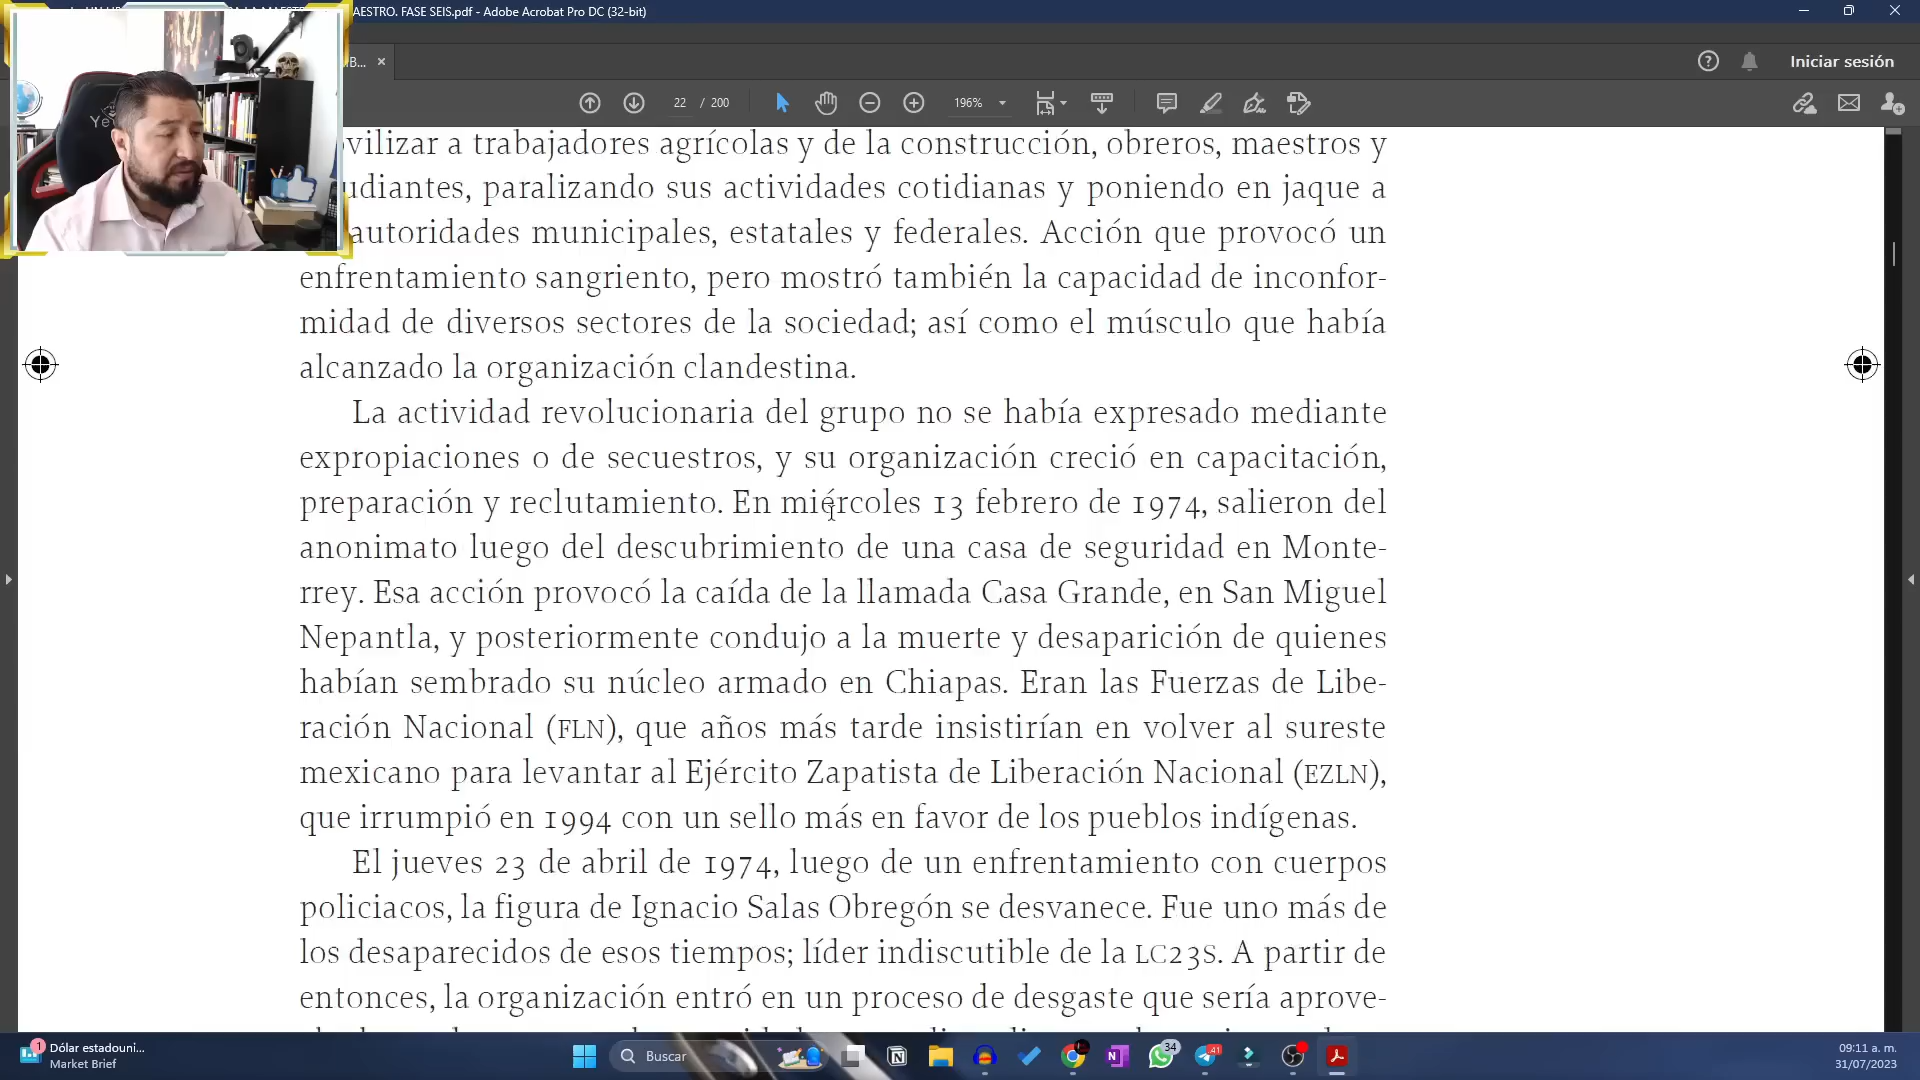 AESTRO. FASE SEIS.pdf - Adobe Acrobat Pro DC (32-bit)
B... ×
Iniciar sesión
22 / 200
196%
ovilizar a trabajadores agrícolas y de la construcción, obreros, maestros y
udiantes, paralizando sus actividades cotidianas y poniendo en jaque a
autoridades municipales, estatales y federales. Acción que provocó un
enfrentamiento sangriento, pero mostró también la capacidad de inconfor-
midad de diversos sectores de la sociedad; así como el músculo que había
alcanzado la organización clandestina.
La actividad revolucionaria del grupo no se había expresado mediante
expropiaciones o de secuestros, y su organización creció en capacitación,
preparación y reclutamiento. En miércoles 13 febrero de 1974, salieron del
anonimato luego del descubrimiento de una casa de seguridad en Monte-
rrey. Esa acción provocó la caída de la llamada Casa Grande, en San Miguel
Nepantla, y posteriormente condujo a la muerte y desaparición de quienes
habían sembrado su núcleo armado en Chiapas. Eran las Fuerzas de Libe-
ración Nacional (FLN), que años más tarde insistirían en volver al sureste
mexicano para levantar al Ejército Zapatista de Liberación Nacional (EZLN),
que irrumpió en 1994 con un sello más en favor de los pueblos indígenas.
El jueves 23 de abril de 1974, luego de un enfrentamiento con cuerpos
policiacos, la figura de Ignacio Salas Obregón se desvanece. Fue uno más de
los desaparecidos de esos tiempos; líder indiscutible de la LC23S. A partir de
entonces, la organización entró en un proceso de desgaste que sería aprove-
1
Dólar estadouni...
Market Brief
Buscar
34
41
09:11 a. m.
31/07/2023